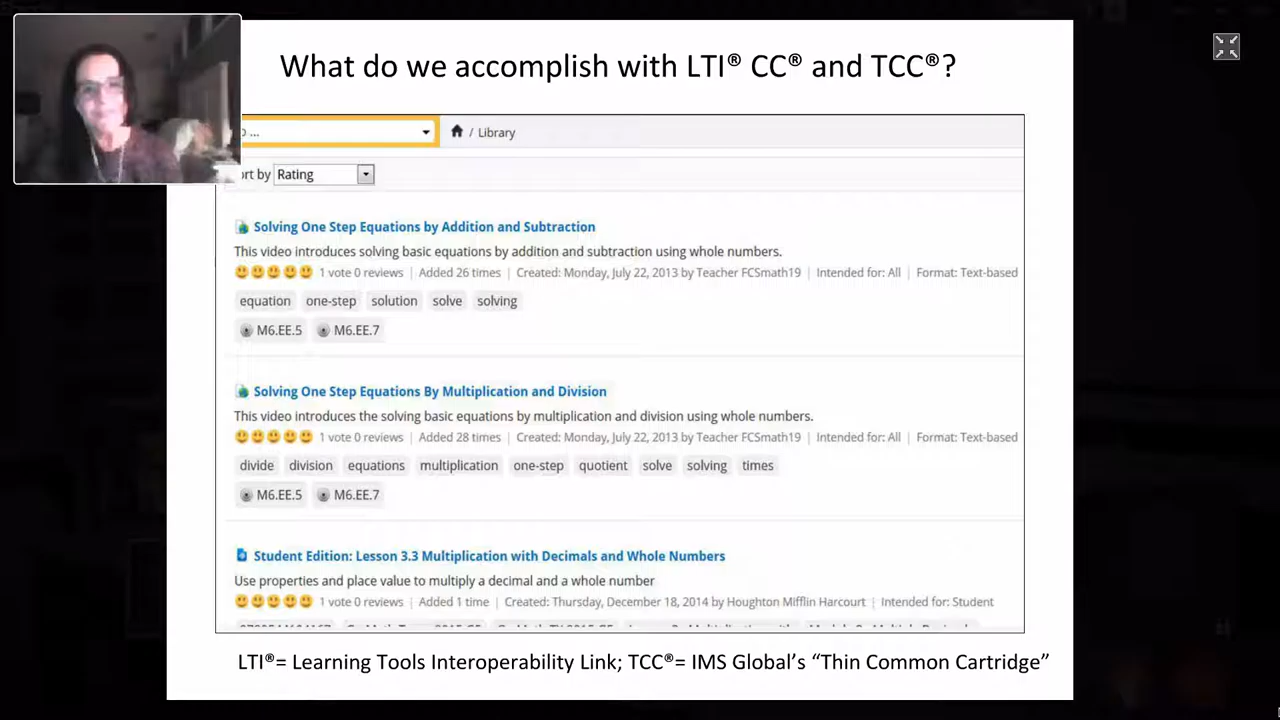 What do we accomplish with LTI® CC® and TCC®?
...
/ Library
ort by Rating
Solving One Step Equations by Addition and Subtraction
This video introduces solving basic equations by addition and subtraction using whole numbers.
1 vote 0 reviews | Added 26 times | Created: Monday, July 22, 2013 by Teacher FCSmath19 | Intended for: All | Format: Text-based
equation one-step solution solve solving
M6.EE.5 M6.EE.7
Solving One Step Equations By Multiplication and Division
This video introduces the solving basic equations by multiplication and division using whole numbers.
1 vote 0 reviews | Added 28 times | Created: Monday, July 22, 2013 by Teacher FCSmath19 | Intended for: All | Format: Text-based
divide division equations multiplication one-step quotient solve solving times
M6.EE.5 M6.EE.7
Student Edition: Lesson 3.3 Multiplication with Decimals and Whole Numbers
Use properties and place value to multiply a decimal and a whole number
1 vote 0 reviews | Added 1 time | Created: Thursday, December 18, 2014 by Houghton Mifflin Harcourt | Intended for: Student
LTI®= Learning Tools Interoperability Link; TCC®= IMS Global’s “Thin Common Cartridge”